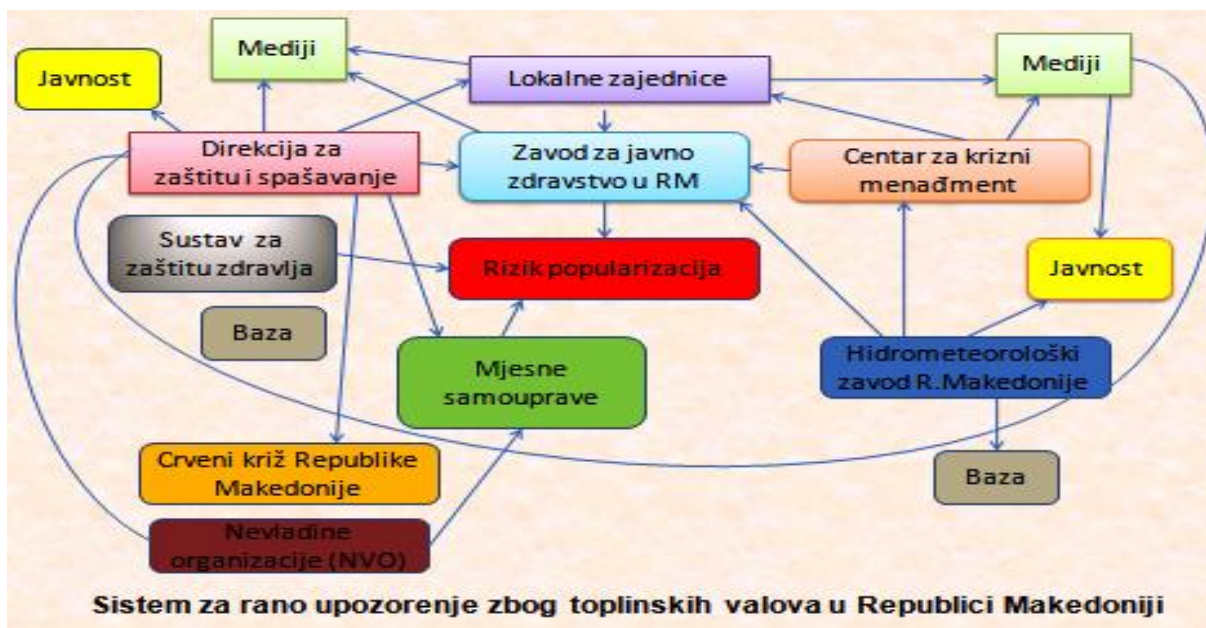 Mediji
Javnost
Lokalne zajednice
Mediji
Direkcija za
zaštitu i spašavanje
Zavod za javno
zdravstvo u RM
Centar za krizni
menađment
Sustav za
zaštitu zdravlja
Rizik popularizacija
Javnost
Baza
Mjesne
samouprave
Hidrometeorološki
zavod R.Makedonije
Crveni križ Republike
Makedonije
Baza
Nevladine
organizacije (NVO)
Sistem za rano upozorenje zbog toplinskih valova u Republici Makedoniji